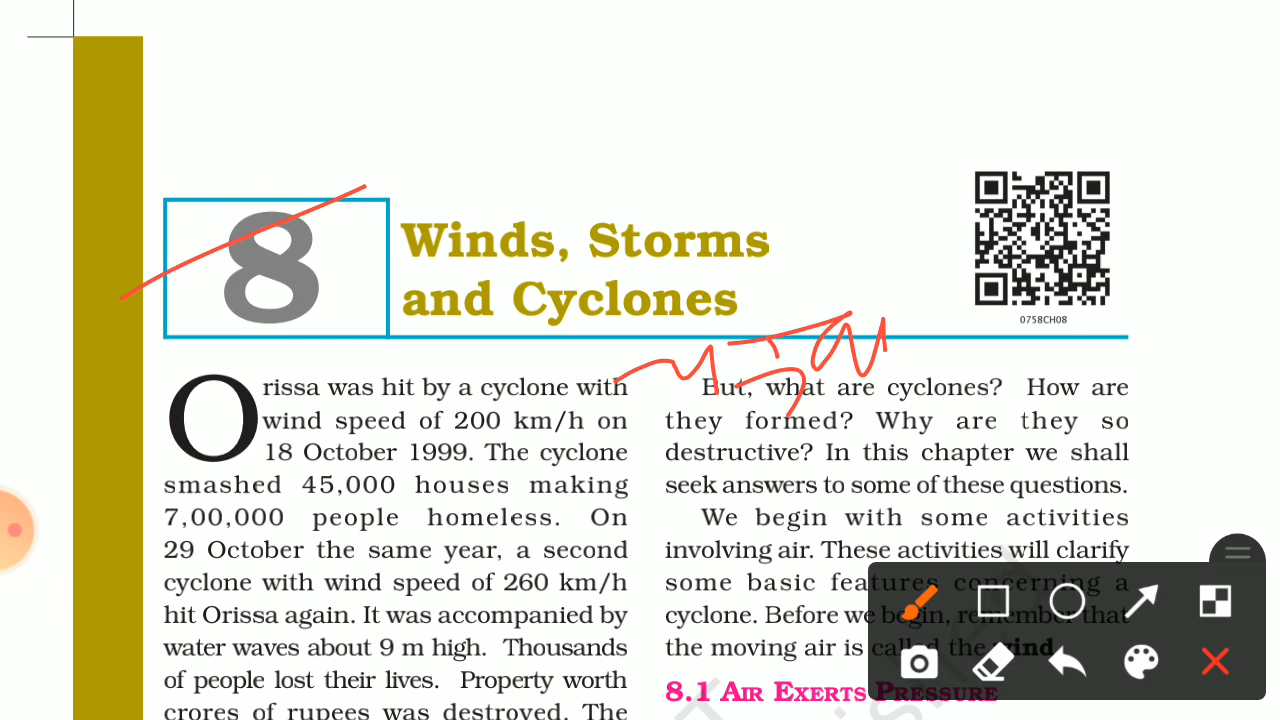 8
Winds, Storms
and Cyclones
0758CH08
Orissa was hit by a cyclone with
wind speed of 200 km/h on
18 October 1999. The cyclone
smashed 45,000 houses making
7,00,000 people homeless. On
29 October the same year, a second
cyclone with wind speed of 260 km/h
hit Orissa again. It was accompanied by
water waves about 9 m high. Thousands
of people lost their lives. Property worth
crores of rupees was destroyed. The
But, what are cyclones? How are
they formed? Why are they so
destructive? In this chapter we shall
seek answers to some of these questions.
We begin with some activities
involving air. These activities will clarify
some basic features concerning a
cyclone. Before we begin, remember that
the moving air is called the wind
8.1 AIR EXERTS PRESSURE